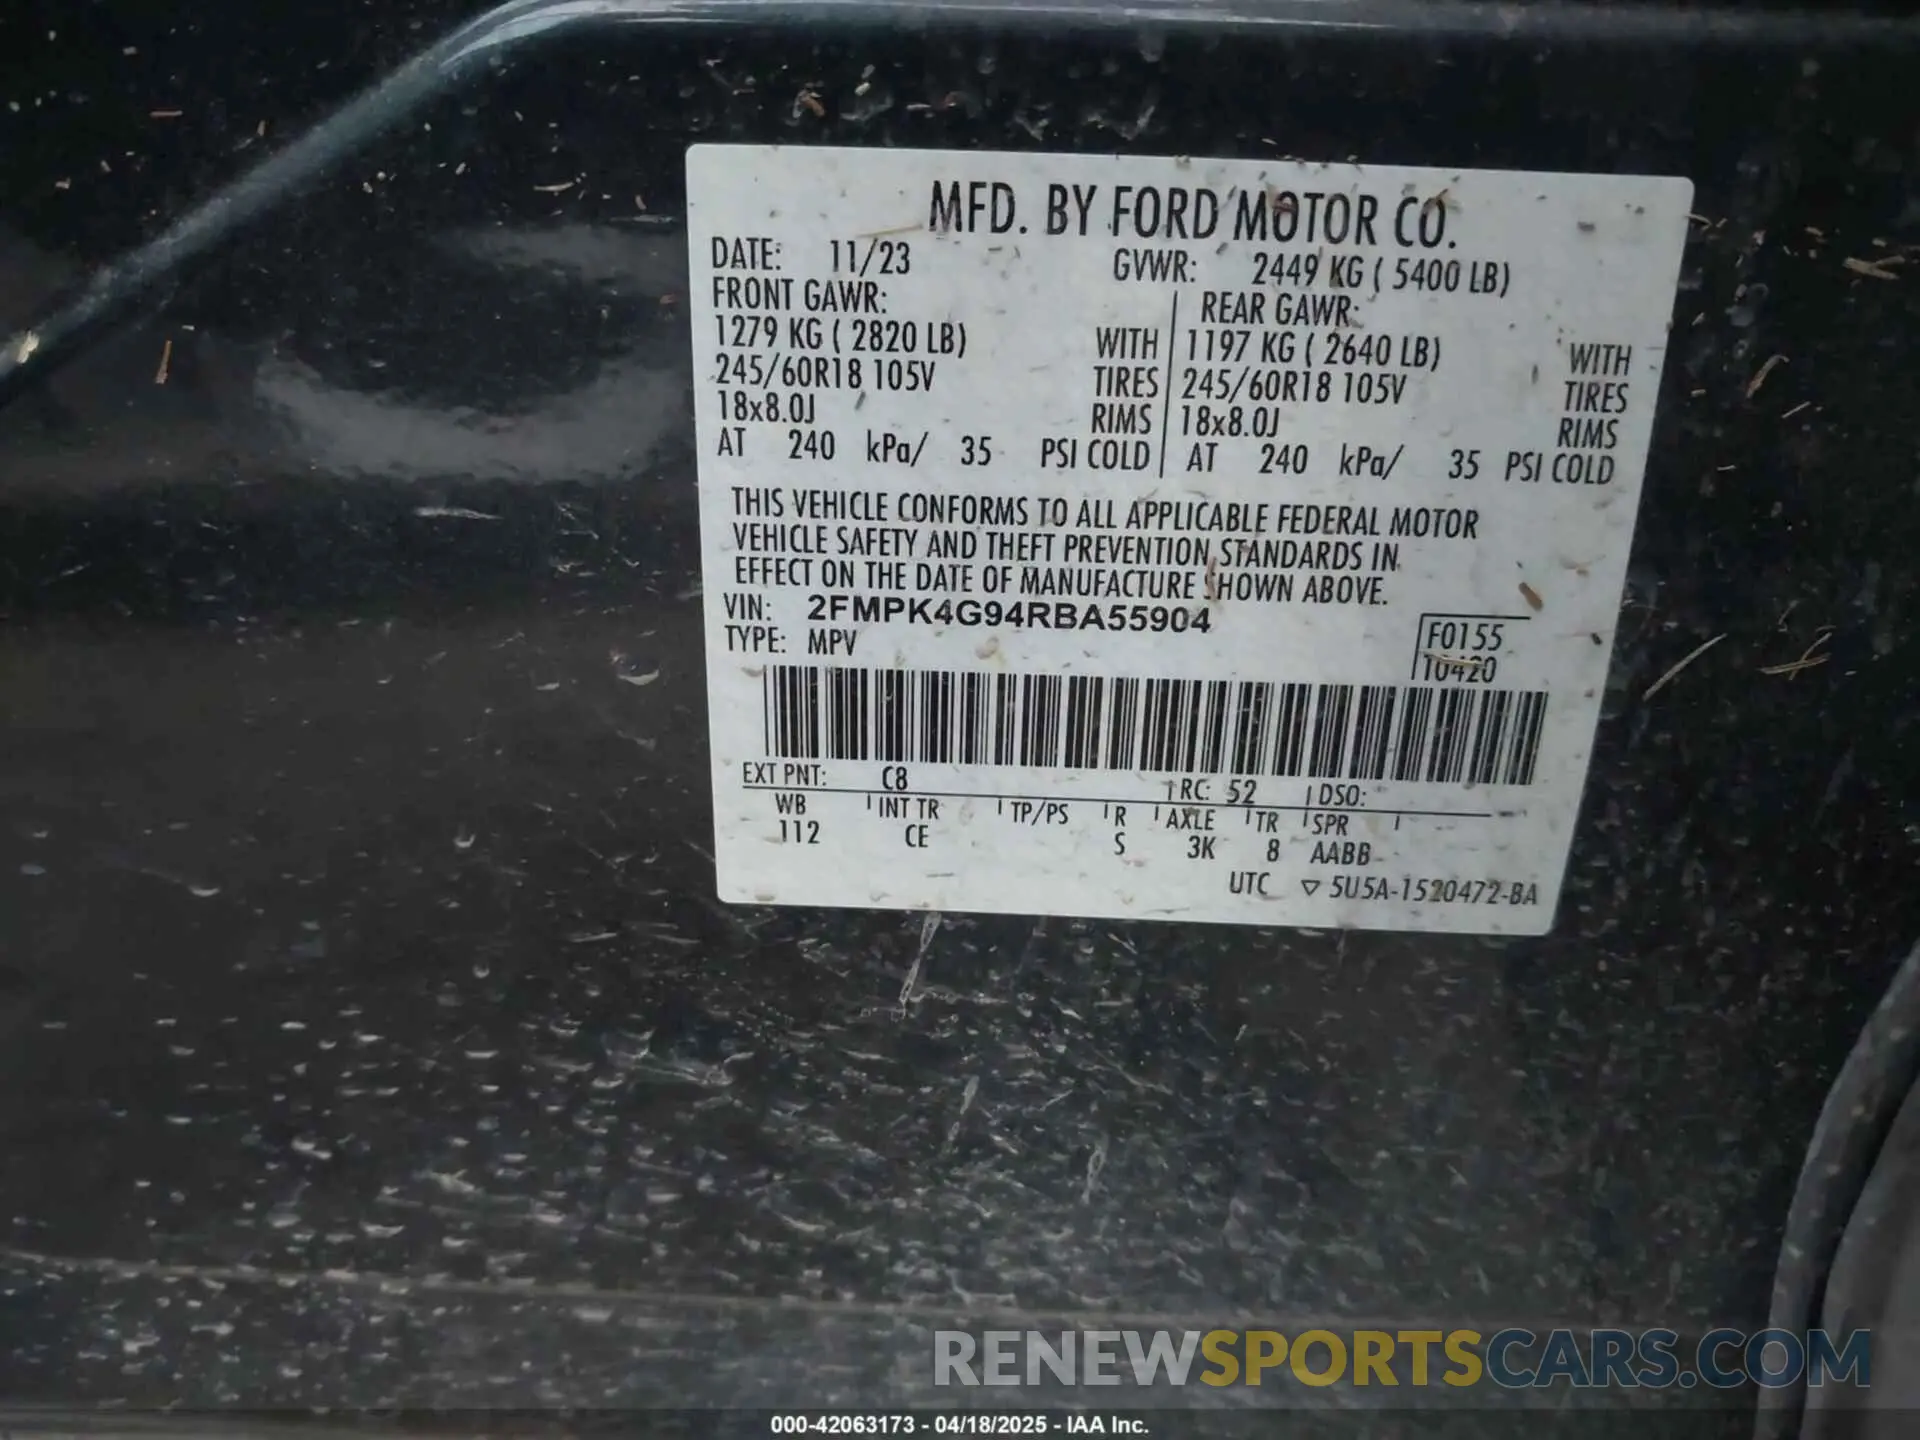 MFD. BY FORD MOTOR CO.
DATE: 11/23 GVWR: 2449 KG ( 5400 LB)
FRONT GAWR: REAR GAWR:
1279 KG ( 2820 LB) WITH 1197 KG ( 2640 LB) WITH
245/60R18 105V TIRES 245/60R18 105V TIRES
18x8.0J RIMS 18x8.0J RIMS
AT 240 kPa/ 35 PSI COLD AT 240 kPa/ 35 PSI COLD
THIS VEHICLE CONFORMS TO ALL APPLICABLE FEDERAL MOTOR
VEHICLE SAFETY AND THEFT PREVENTION STANDARDS IN
EFFECT ON THE DATE OF MANUFACTURE SHOWN ABOVE.
VIN: 2FMPK4G94RBA55904
TYPE: MPV F0155
10420
EXT PNT: C8 RC: 52 DSO:
WB INT TR TP/PS R AXLE TR SPR
112 CE S 3K 8 AABB
UTC ▽ 5U5A-1520472-BA
RENEWSPORTSCARS.COM
000-42063173 - 04/18/2025 - IAA Inc.